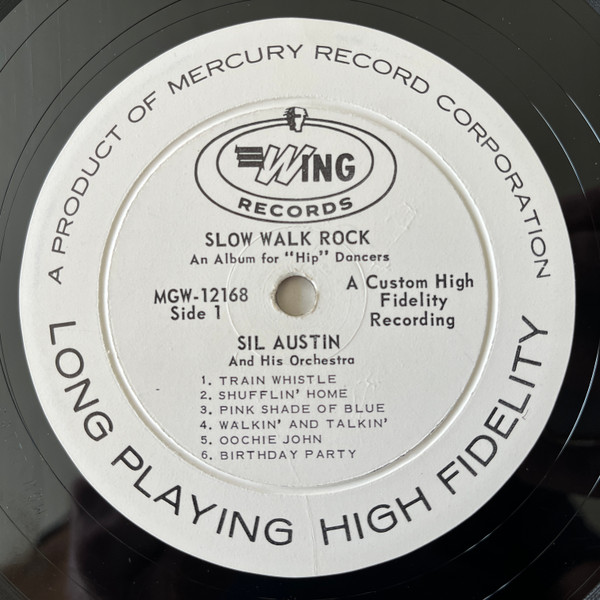 A PRODUCT OF MERCURY RECORD CORPORATION
WING
RECORDS
SLOW WALK ROCK
An Album for "Hip" Dancers
MGW-12168
Side 1
A Custom High
Fidelity
Recording
SIL AUSTIN
And His Orchestra
1. TRAIN WHISTLE
2. SHUFFLIN' HOME
3. PINK SHADE OF BLUE
4. WALKIN' AND TALKIN'
5. OOCHIE JOHN
6. BIRTHDAY PARTY
LONG PLAYING HIGH FIDELITY